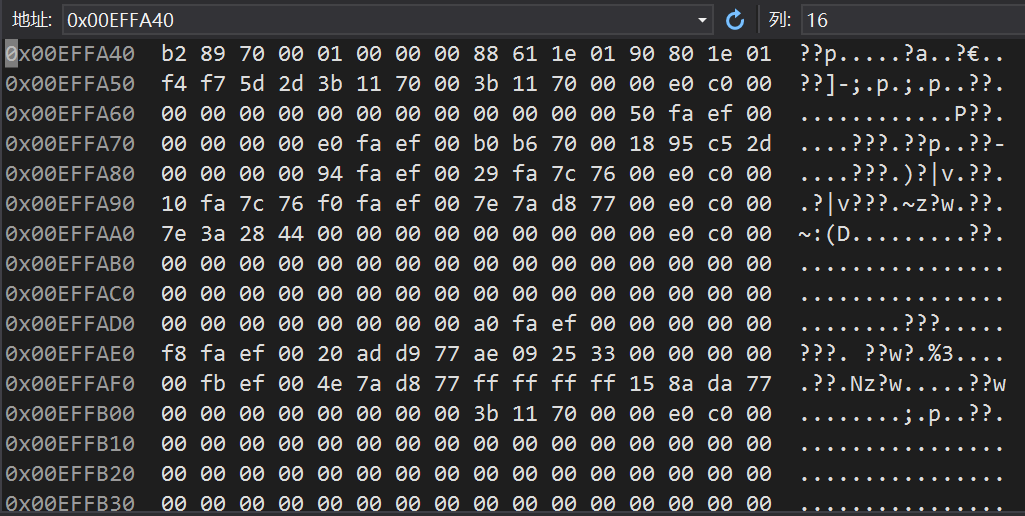 地址: 0x00EFFA40 列: 16
0x00EFFA40 b2 89 70 00 01 00 00 00 88 61 1e 01 90 80 1e 01 ??p.....?a..?€..
0x00EFFA50 f4 f7 5d 2d 3b 11 70 00 3b 11 70 00 00 e0 c0 00 ??]-;.p.;.p..??.
0x00EFFA60 00 00 00 00 00 00 00 00 00 00 00 00 50 fa ef 00 ............P??.
0x00EFFA70 00 00 00 00 e0 fa ef 00 b0 b6 70 00 18 95 c5 2d ....???.??p..??-
0x00EFFA80 00 00 00 00 94 fa ef 00 29 fa 7c 76 00 e0 c0 00 ....???.)?|v.??.
0x00EFFA90 10 fa 7c 76 f0 fa ef 00 7e 7a d8 77 00 e0 c0 00 .?|v???.~z?w.??.
0x00EFFAA0 7e 3a 28 44 00 00 00 00 00 00 00 00 00 e0 c0 00 ~:(D.........??.
0x00EFFAB0 00 00 00 00 00 00 00 00 00 00 00 00 00 00 00 00 ................
0x00EFFAC0 00 00 00 00 00 00 00 00 00 00 00 00 00 00 00 00 ................
0x00EFFAD0 00 00 00 00 00 00 00 00 a0 fa ef 00 00 00 00 00 ........???.....
0x00EFFAE0 f8 fa ef 00 20 ad d9 77 ae 09 25 33 00 00 00 00 ???. ??w?.%3....
0x00EFFAF0 00 fb ef 00 4e 7a d8 77 ff ff ff ff 15 8a da 77 .??.Nz?w.....??w
0x00EFFB00 00 00 00 00 00 00 00 00 3b 11 70 00 00 e0 c0 00 ........;.p..??.
0x00EFFB10 00 00 00 00 00 00 00 00 00 00 00 00 00 00 00 00 ................
0x00EFFB20 00 00 00 00 00 00 00 00 00 00 00 00 00 00 00 00 ................
0x00EFFB30 00 00 00 00 00 00 00 00 00 00 00 00 00 00 00 00 ................